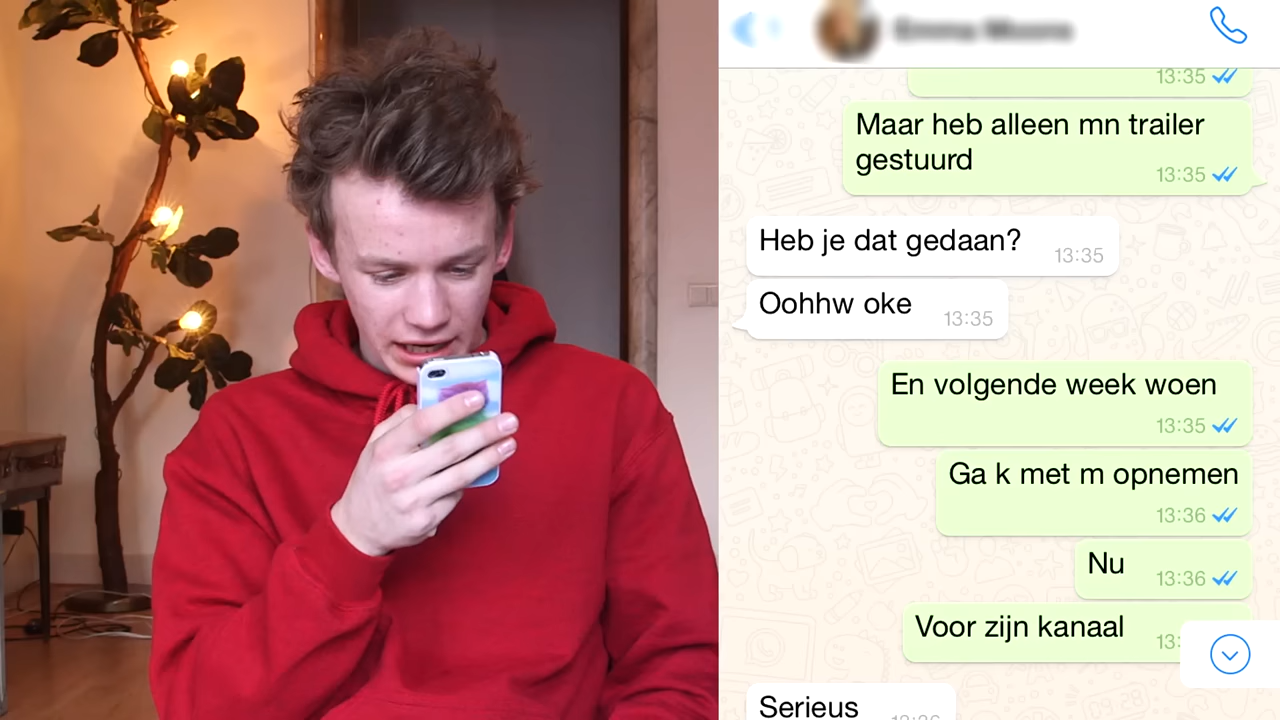 13:35
Maar heb alleen mn trailer
gestuurd
13:35
Heb je dat gedaan?
13:35
Oohhw oke
13:35
En volgende week woen
13:35
Ga k met m opnemen
13:36
Nu
13:36
Voor zijn kanaal
13:
Serieus